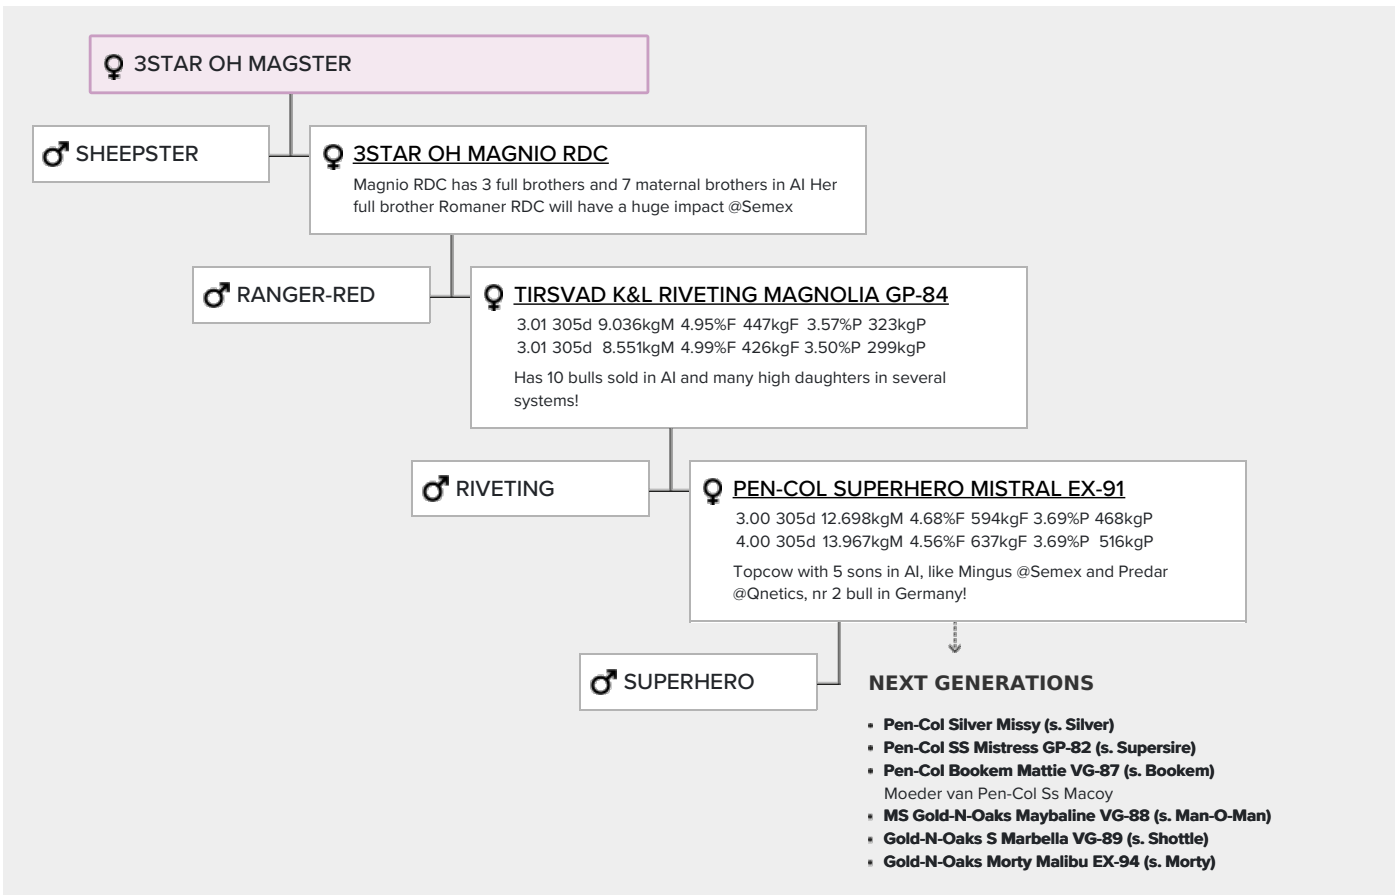 3STAR OH MAGSTER
SHEEPSTER
3STAR OH MAGNIO RDC
Magnio RDC has 3 full brothers and 7 maternal brothers in AI Her
full brother Romaner RDC will have a huge impact @Semex
RANGER-RED
TIRSVAD K&L RIVETING MAGNOLIA GP-84
3.01 305d 9.036kgM 4.95%F 447kgF 3.57%P 323kgP
3.01 305d 8.551kgM 4.99%F 426kgF 3.50%P 299kgP
Has 10 bulls sold in AI and many high daughters in several
systems!
RIVETING
PEN-COL SUPERHERO MISTRAL EX-91
3.00 305d 12.698kgM 4.68%F 594kgF 3.69%P 468kgP
4.00 305d 13.967kgM 4.56%F 637kgF 3.69%P 516kgP
Topcow with 5 sons in AI, like Mingus @Semex and Predar
@Qnetics, nr 2 bull in Germany!
SUPERHERO
NEXT GENERATIONS
▪ Pen-Col Silver Missy (s. Silver)
▪ Pen-Col SS Mistress GP-82 (s. Supersire)
▪ Pen-Col Bookem Mattie VG-87 (s. Bookem)
Moeder van Pen-Col Ss Macoy
▪ MS Gold-N-Oaks Maybaline VG-88 (s. Man-O-Man)
▪ Gold-N-Oaks S Marbella VG-89 (s. Shottle)
▪ Gold-N-Oaks Morty Malibu EX-94 (s. Morty)